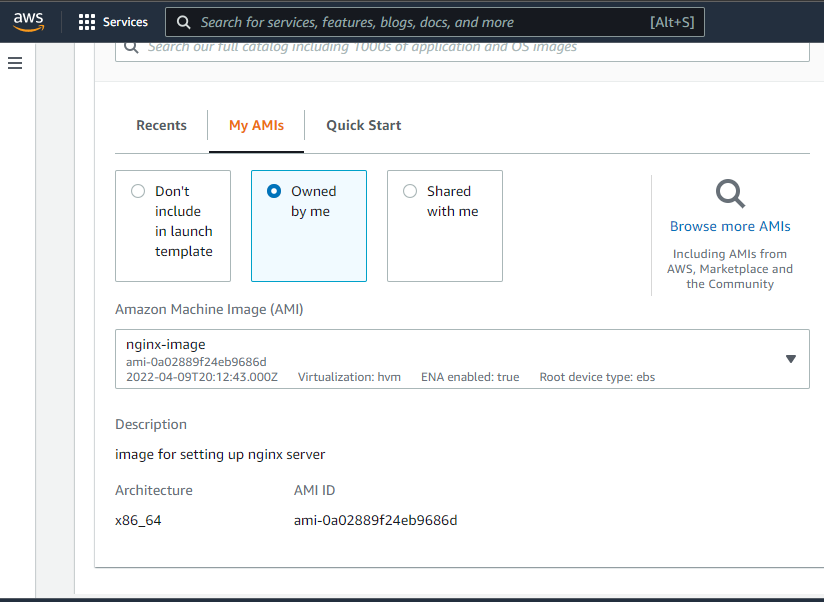 aws
Services
Search for services, features, blogs, docs, and more
[Alt+S]
Search our full catalog including 1000s of application and OS images
Recents
My AMIs
Quick Start
Don't
include
in launch
template
Owned
by me
Shared
with me
Browse more AMIs
Including AMIs from
AWS, Marketplace and
the Community
Amazon Machine Image (AMI)
nginx-image
ami-0a02889f24eb9686d
2022-04-09T20:12:43.000Z Virtualization: hvm ENA enabled: true Root device type: ebs
Description
image for setting up nginx server
Architecture
AMI ID
x86_64
ami-0a02889f24eb9686d